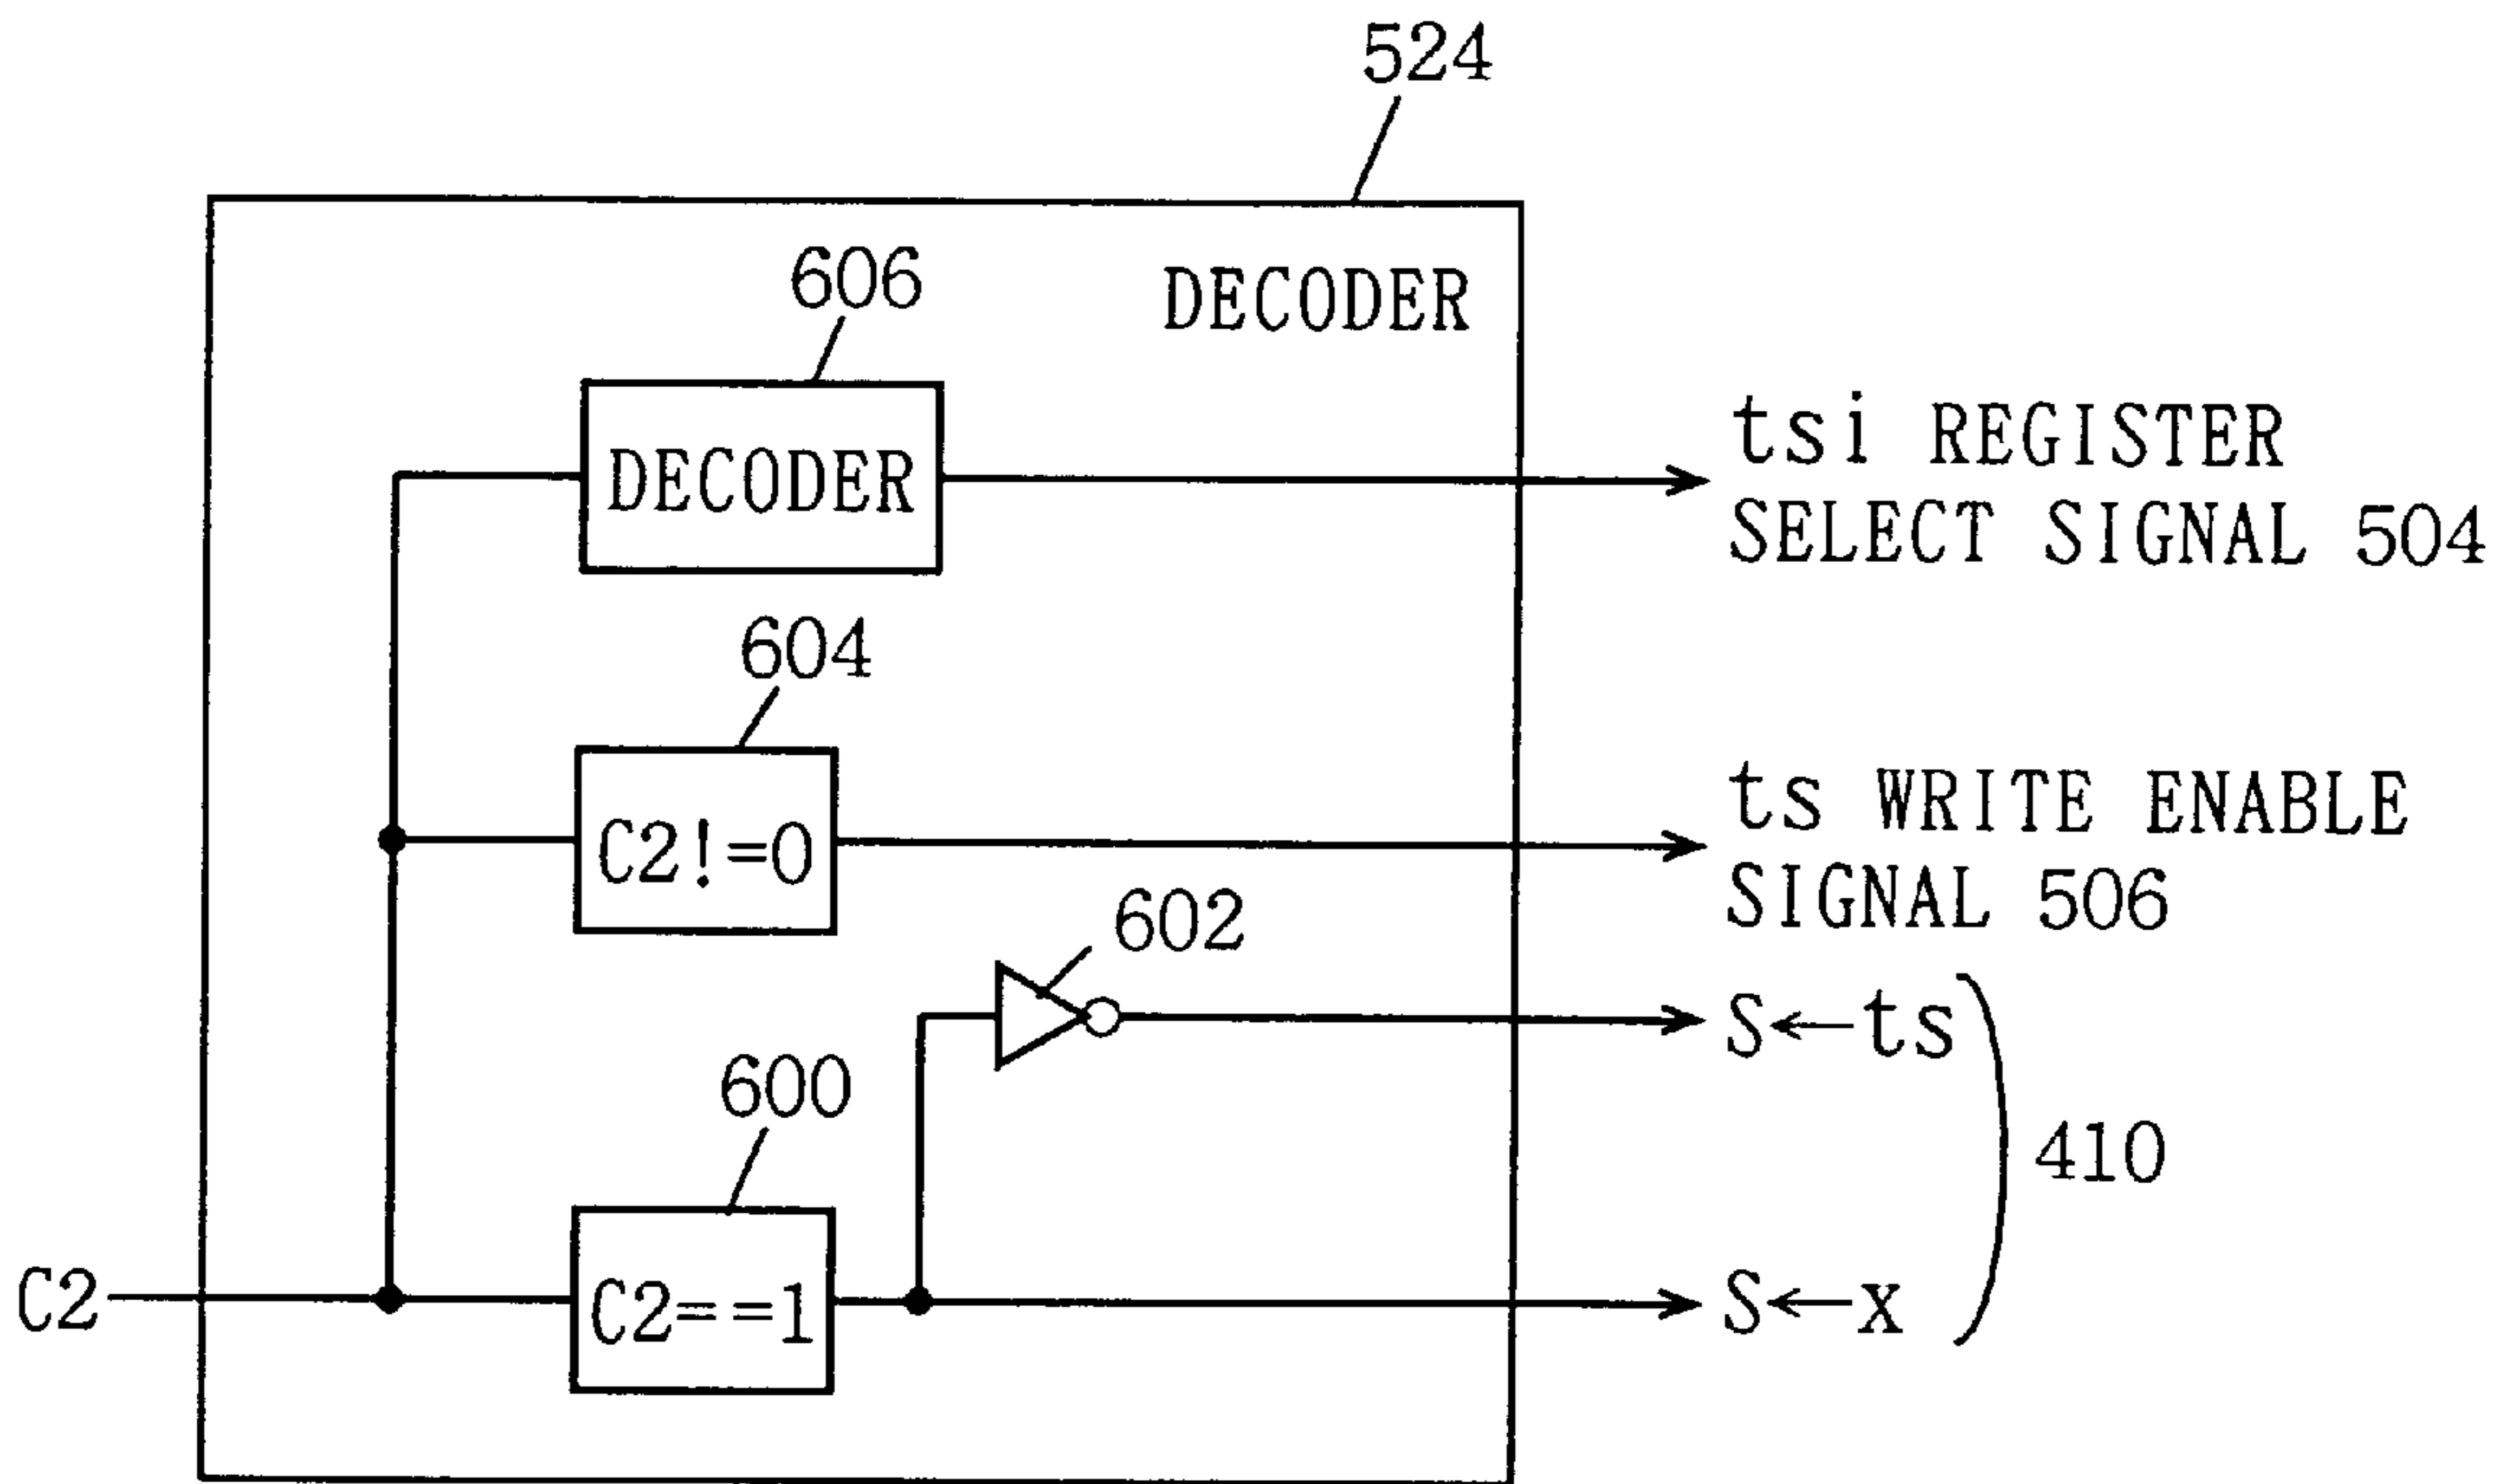 524
606
DECODER
DECODER
tsi REGISTER
SELECT SIGNAL 504
604
C2!=0
ts WRITE ENABLE
SIGNAL 506
602
S←ts
600
410
C2
C2==1
S←x